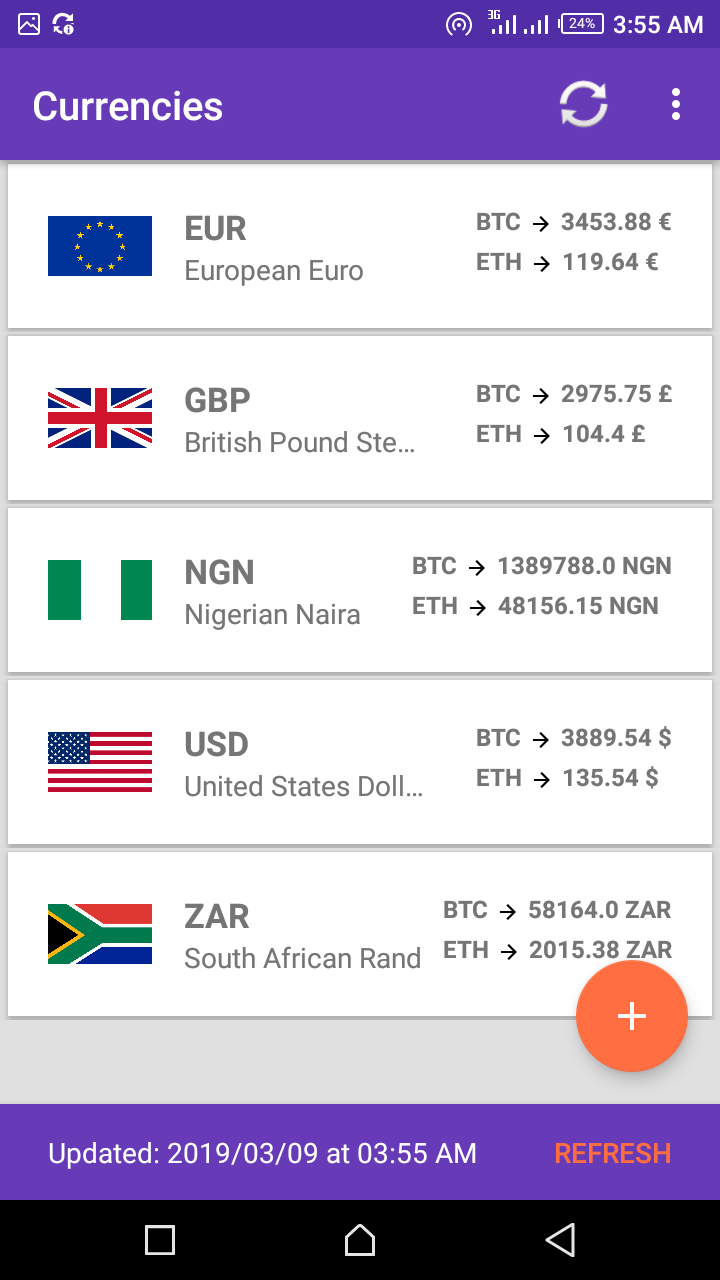 3G 24% 3:55 AM
Currencies
EUR
European Euro
BTC → 3453.88 €
ETH → 119.64 €
GBP
British Pound Ste...
BTC → 2975.75 £
ETH → 104.4 £
NGN
Nigerian Naira
BTC → 1389788.0 NGN
ETH → 48156.15 NGN
USD
United States Doll...
BTC → 3889.54 $
ETH → 135.54 $
ZAR
South African Rand
BTC → 58164.0 ZAR
ETH → 2015.38 ZAR
+
Updated: 2019/03/09 at 03:55 AM
REFRESH